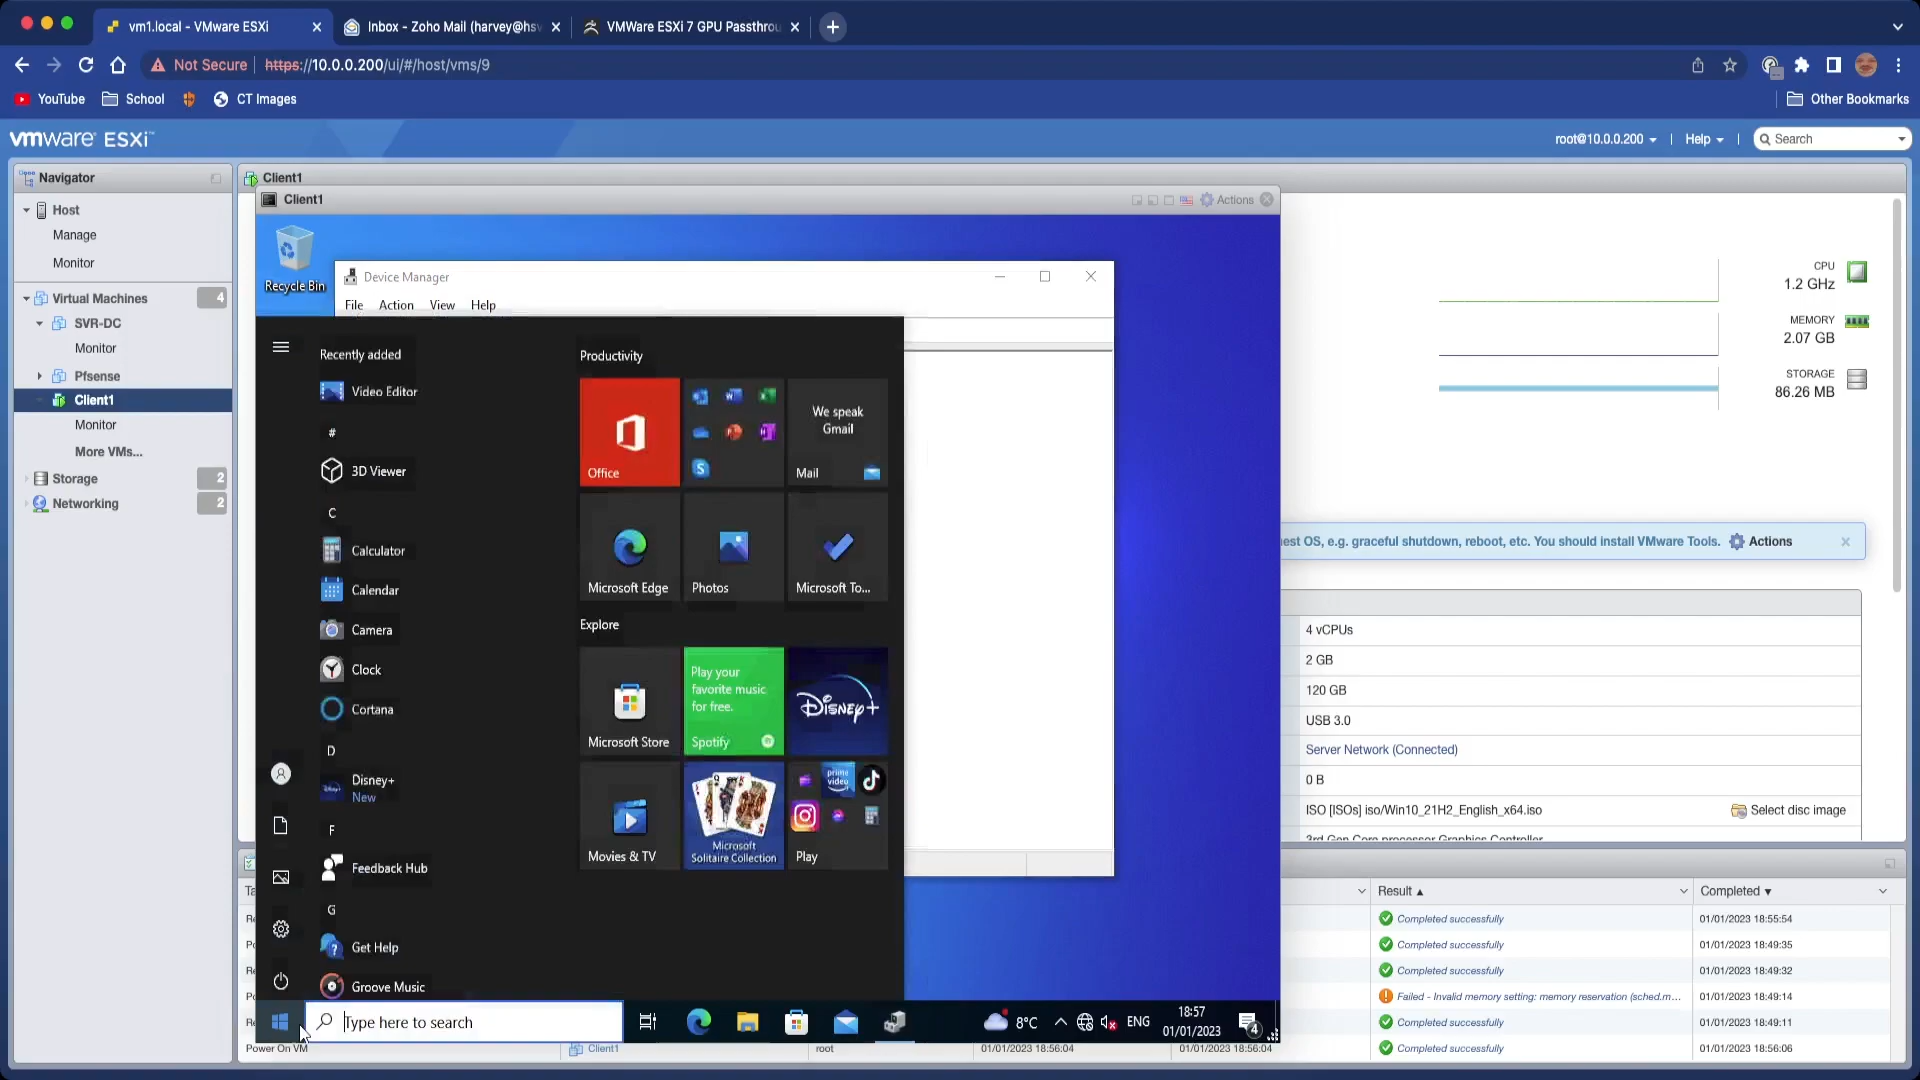 vm1.local - VMware ESXi
Inbox - Zoho Mail (harvey@hsv
VMWare ESXi 7 GPU Passthrou
Not Secure
https://10.0.0.200/ui/#/host/vms/9
YouTube
School
CT Images
Other Bookmarks
vmware ESXi™
root@10.0.0.200
Help
Search
Navigator
Host
Manage
Monitor
Virtual Machines
4
SVR-DC
Monitor
Pfsense
Client1
Monitor
More VMs...
Storage
2
Networking
2
Client1
Client1
Actions
Recycle Bin
Device Manager
File Action View Help
Recently added
Video Editor
#
3D Viewer
C
Calculator
Calendar
Camera
Clock
Cortana
D
Disney+
New
F
Feedback Hub
G
Get Help
Groove Music
Productivity
Office
We speak
Gmail
Mail
Microsoft Edge
Photos
Microsoft To...
Explore
Microsoft Store
Play your
favorite music
for free.
Spotify
Disney+
Movies & TV
Microsoft
Solitaire Collection
prime
video
Play
Type here to search
8°C
ENG
18:57
01/01/2023
4
CPU
1.2 GHz
MEMORY
2.07 GB
STORAGE
86.26 MB
est OS, e.g. graceful shutdown, reboot, etc. You should install VMware Tools.
Actions
4 vCPUs
2 GB
120 GB
USB 3.0
Server Network (Connected)
0 B
ISO [ISOs] iso/Win10_21H2_English_x64.iso
Select disc image
3rd Gen Core processor Graphics Controller
Ta
Result ▲
Completed ▼
Re
Completed successfully
01/01/2023 18:55:54
Po
Completed successfully
01/01/2023 18:49:35
Re
Completed successfully
01/01/2023 18:49:32
Po
Failed - Invalid memory setting: memory reservation (sched.m...
01/01/2023 18:49:14
Re
Completed successfully
01/01/2023 18:49:11
Power On VM
Client1
root
01/01/2023 18:56:04
01/01/2023 18:56:04
Completed successfully
01/01/2023 18:56:06